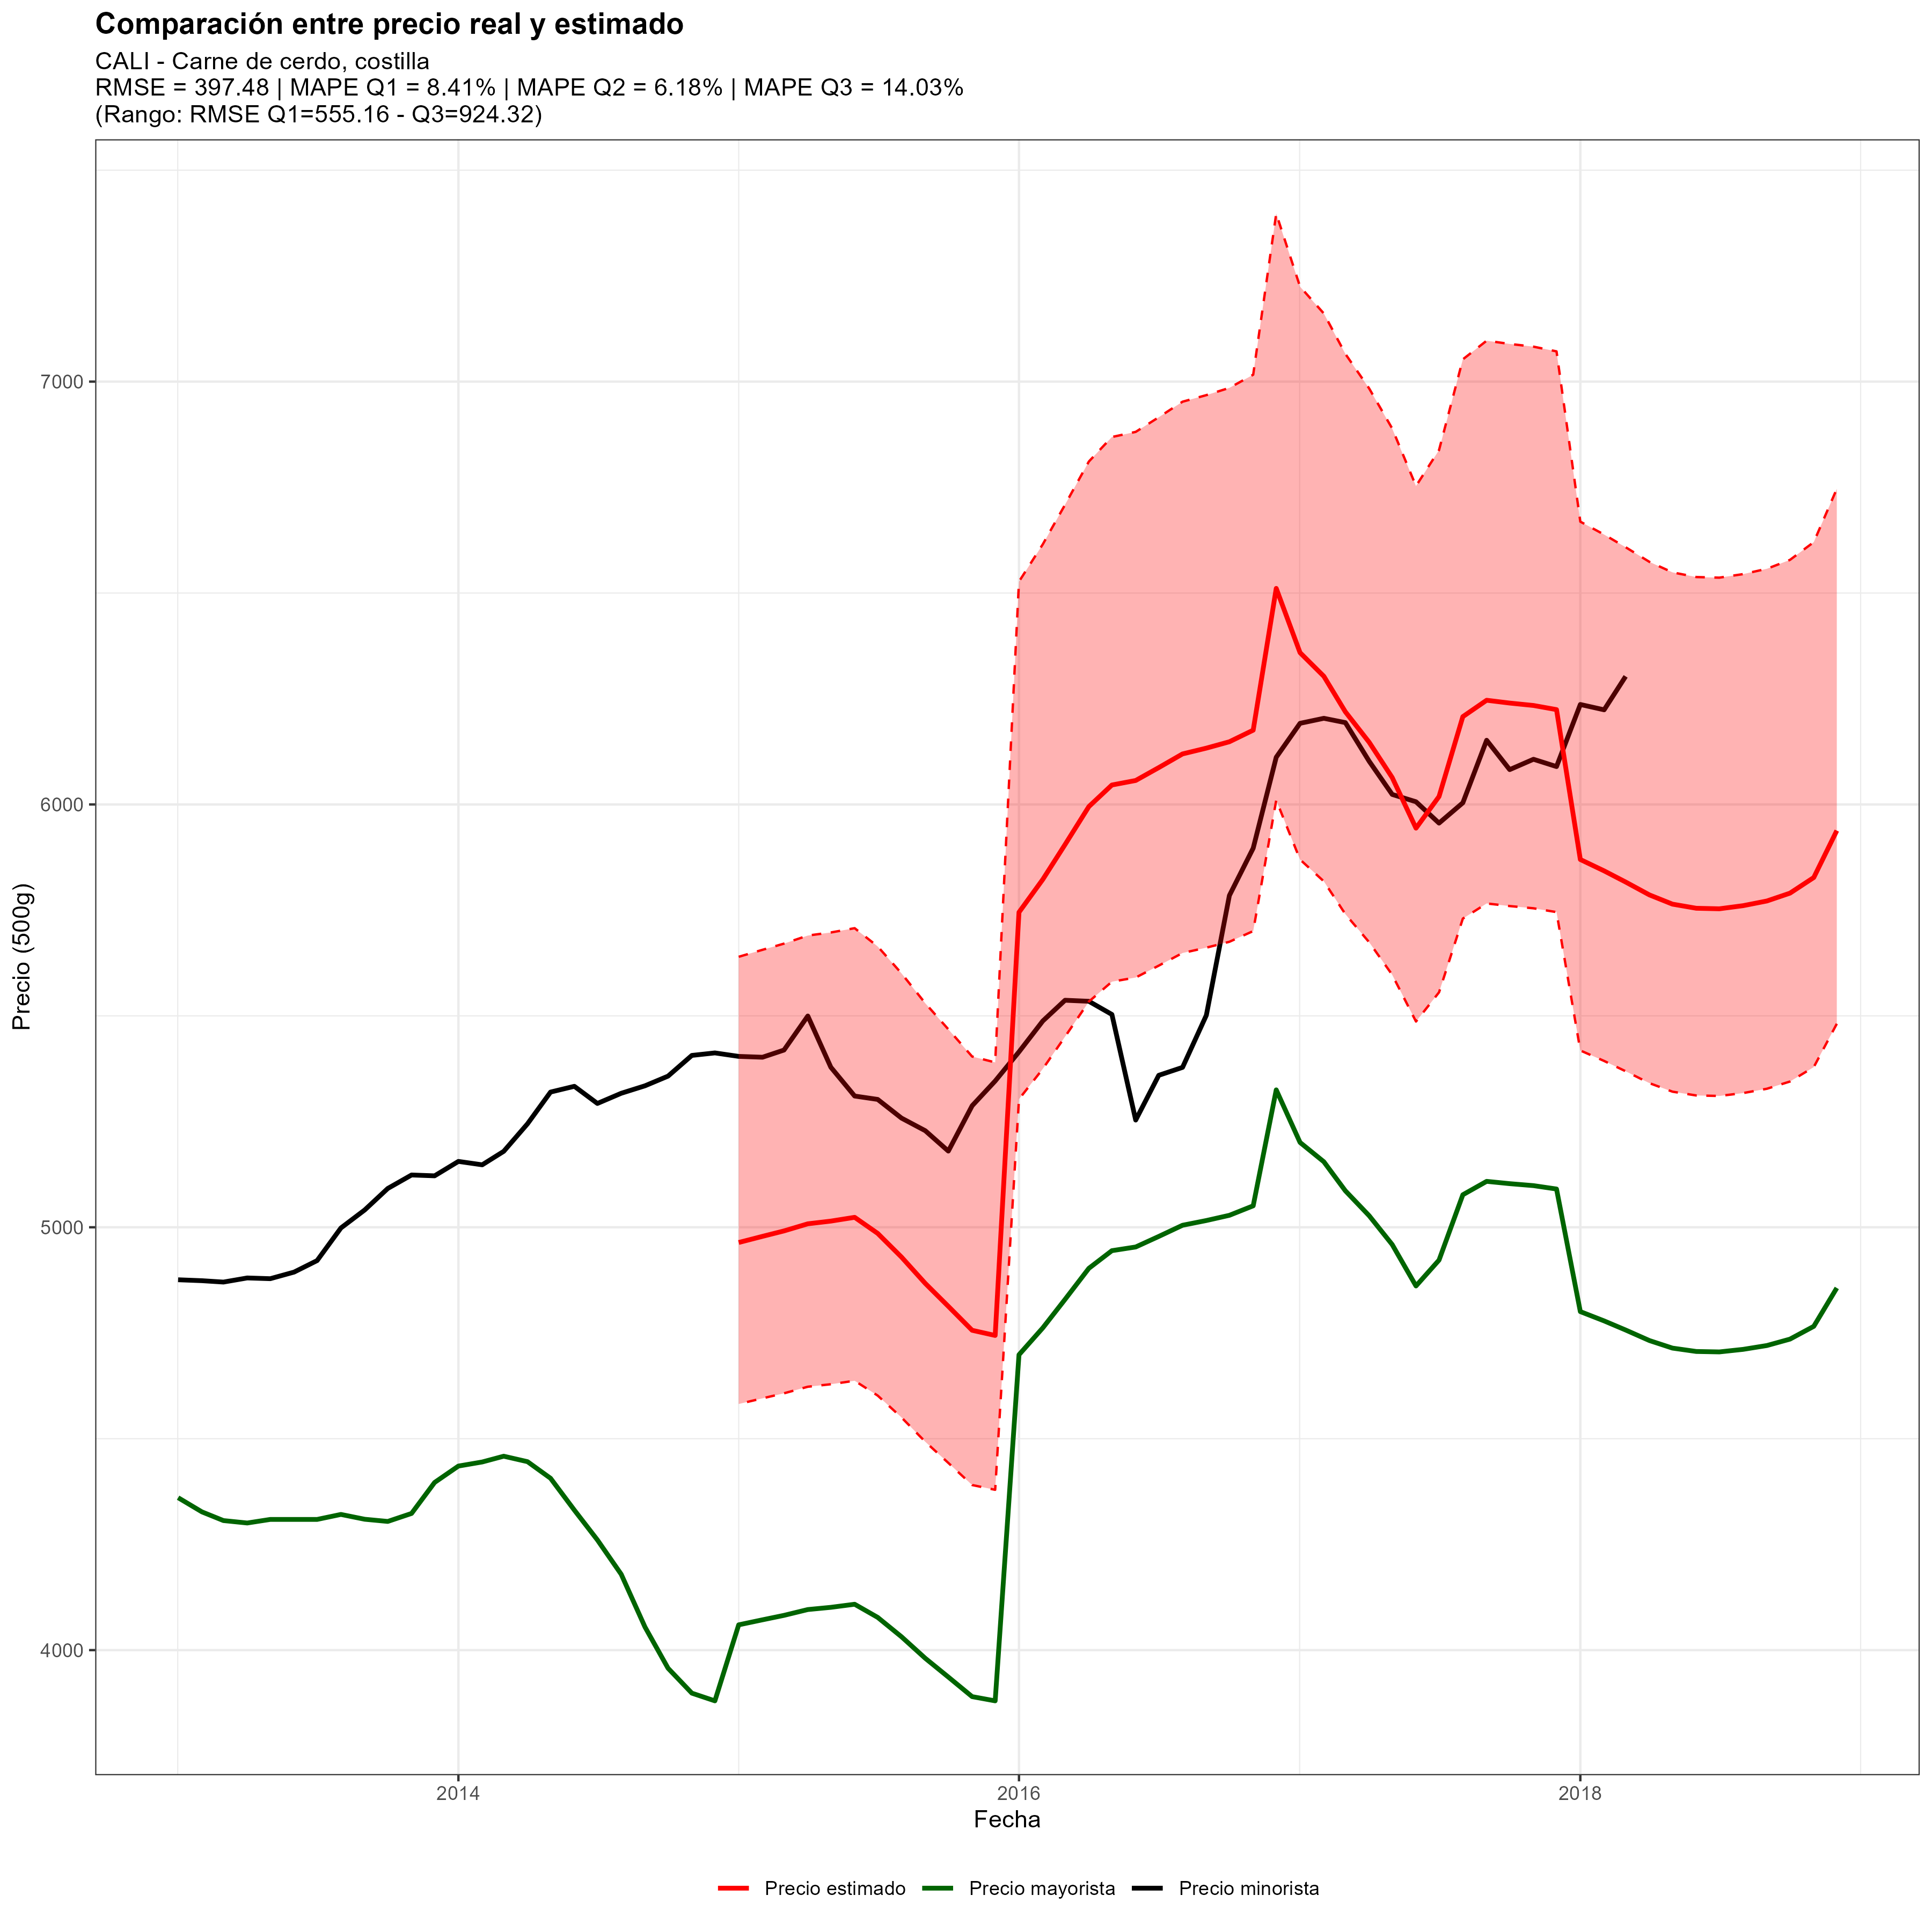 Comparación entre precio real y estimado
CALI - Carne de cerdo, costilla
RMSE = 397.48 | MAPE Q1 = 8.41% | MAPE Q2 = 6.18% | MAPE Q3 = 14.03%
(Rango: RMSE Q1=555.16 - Q3=924.32)
7000
6000
5000
4000
Precio (500g)
2014 2016 2018
Fecha
Precio estimado Precio mayorista Precio minorista